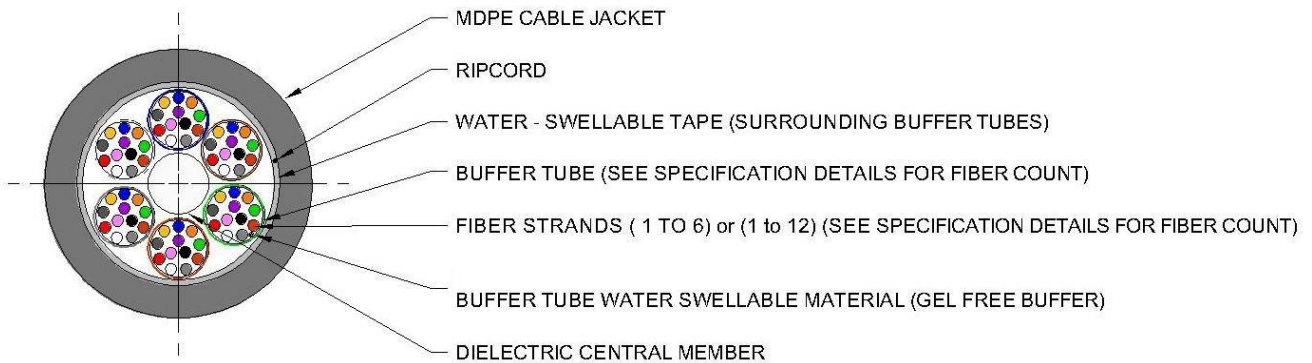 MDPE CABLE JACKET
RIPCORD
WATER - SWELLABLE TAPE (SURROUNDING BUFFER TUBES)
BUFFER TUBE (SEE SPECIFICATION DETAILS FOR FIBER COUNT)
FIBER STRANDS ( 1 TO 6) or (1 to 12) (SEE SPECIFICATION DETAILS FOR FIBER COUNT)
BUFFER TUBE WATER SWELLABLE MATERIAL (GEL FREE BUFFER)
DIELECTRIC CENTRAL MEMBER